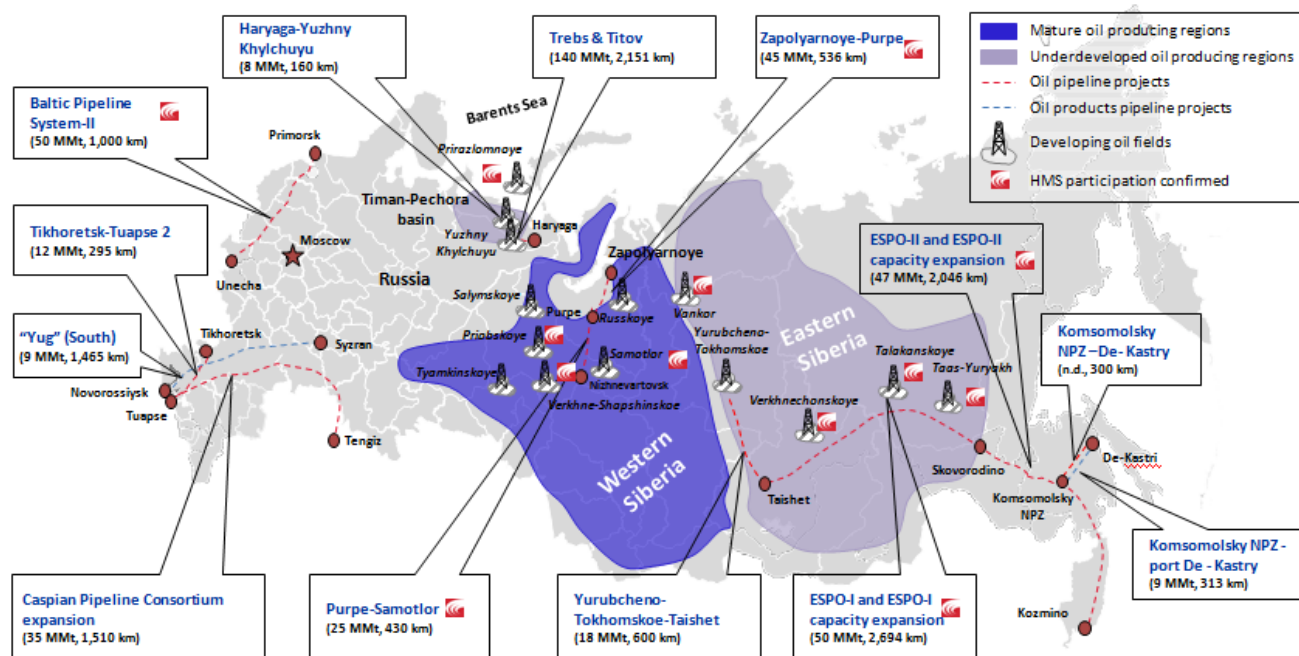 Haryaga-Yuzhny
Khylchuyu
(8 MMt, 160 km)
Trebs & Titov
(140 MMt, 2,151 km)
Zapolyarnoye-Purpe
(45 MMt, 536 km)
Mature oil producing regions
Underdeveloped oil producing regions
Oil pipeline projects
Oil products pipeline projects
Developing oil fields
HMS participation confirmed
Baltic Pipeline
System-II
(50 MMt, 1,000 km)
Primorsk
Barents Sea
Prirazlomnoye
Timan-Pechora
basin
Yuzhny
Khylchuyu
Haryaga
Tikhoretsk-Tuapse 2
(12 MMt, 295 km)
Moscow
Unecha
Russia
Zapolyarnoye
ESPO-II and ESPO-II
capacity expansion
(47 MMt, 2,046 km)
Salymskoye
Purpe
Russkoye
Vankor
"Yug" (South)
(9 MMt, 1,465 km)
Tikhoretsk
Syzran
Priobskoye
Samotlor
Yurubcheno-
Tokhomskoe
Eastern
Siberia
Talakanskoye
Taas-Yuryakh
Komsomolsky
NPZ–De- Kastry
(n.d., 300 km)
Novorossiysk
Tuapse
Tyamkinskoye
Nizhnevartovsk
Verkhne-Shapshinskoe
Verkhnechonskoye
Tengiz
Western
Siberia
Taishet
Skovorodino
De-Kastri
Komsomolsky
NPZ
Caspian Pipeline Consortium
expansion
(35 MMt, 1,510 km)
Purpe-Samotlor
(25 MMt, 430 km)
Yurubcheno-
Tokhomskoe-Taishet
(18 MMt, 600 km)
ESPO-I and ESPO-I
capacity expansion
(50 MMt, 2,694 km)
Komsomolsky NPZ -
port De - Kastry
(9 MMt, 313 km)
Kozmino